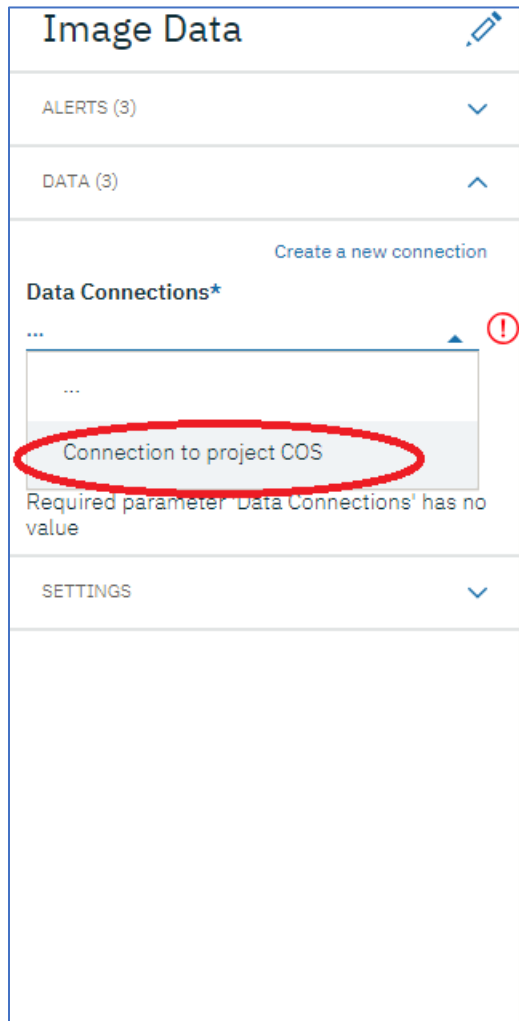 Image Data
ALERTS (3)
DATA (3)
Create a new connection
Data Connections*
...
...
Connection to project COS
Required parameter 'Data Connections' has no
value
SETTINGS